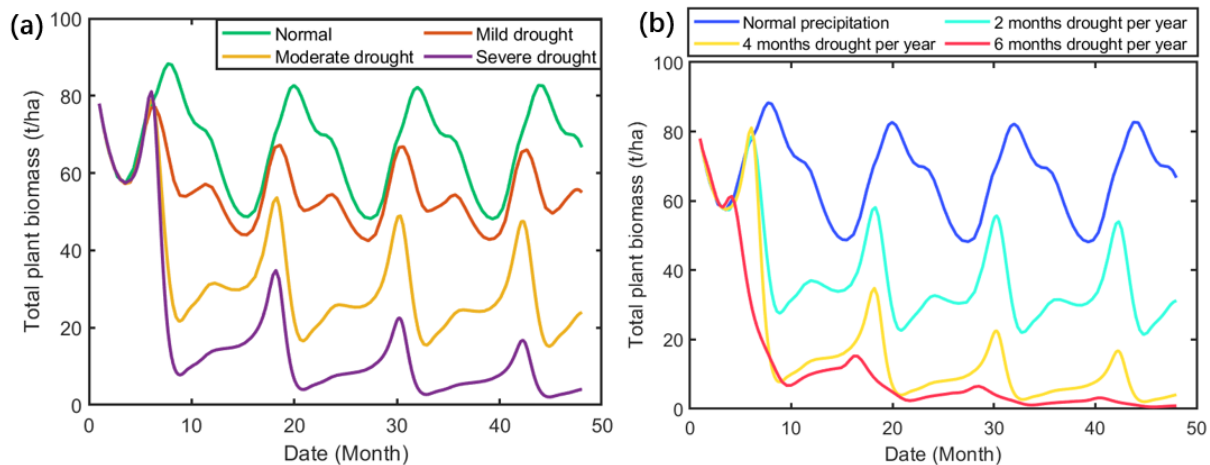 (a)
Normal
Mild drought
Moderate drought
Severe drought
Total plant biomass (t/ha)
100
80
60
40
20
0
0 10 20 30 40 50
Date (Month)
(b)
Normal precipitation
2 months drought per year
4 months drought per year
6 months drought per year
Total plant biomass (t/ha)
100
80
60
40
20
0
0 10 20 30 40 50
Date (Month)